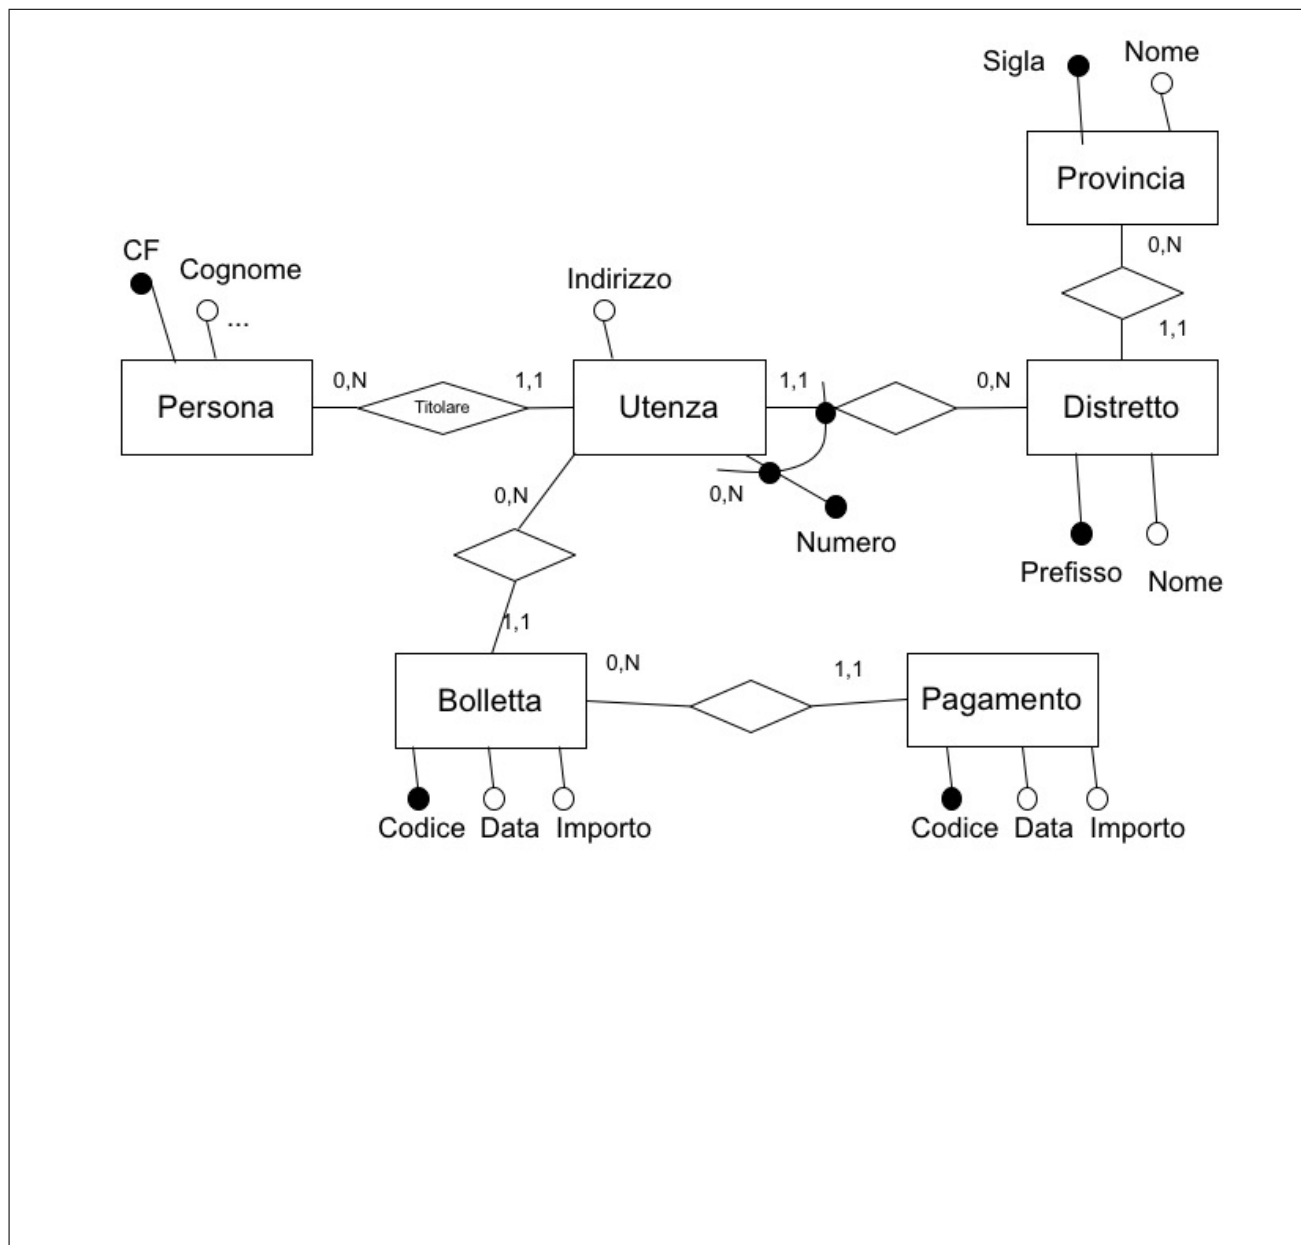 Sigla
Nome
Provincia
0,N
1,1
CF
Cognome
...
Indirizzo
Persona
0,N
Titolare
1,1
Utenza
1,1
0,N
Distretto
0,N
0,N
Numero
Prefisso
Nome
1,1
Bolletta
0,N
1,1
Pagamento
Codice
Data
Importo
Codice
Data
Importo